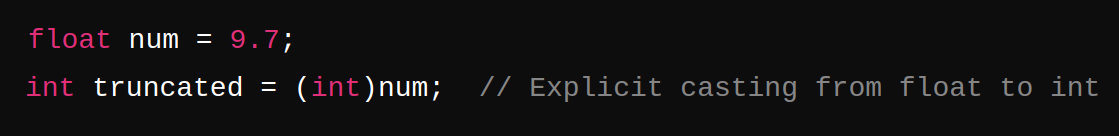 float num = 9.7;
int truncated = (int)num;  // Explicit casting from float to int